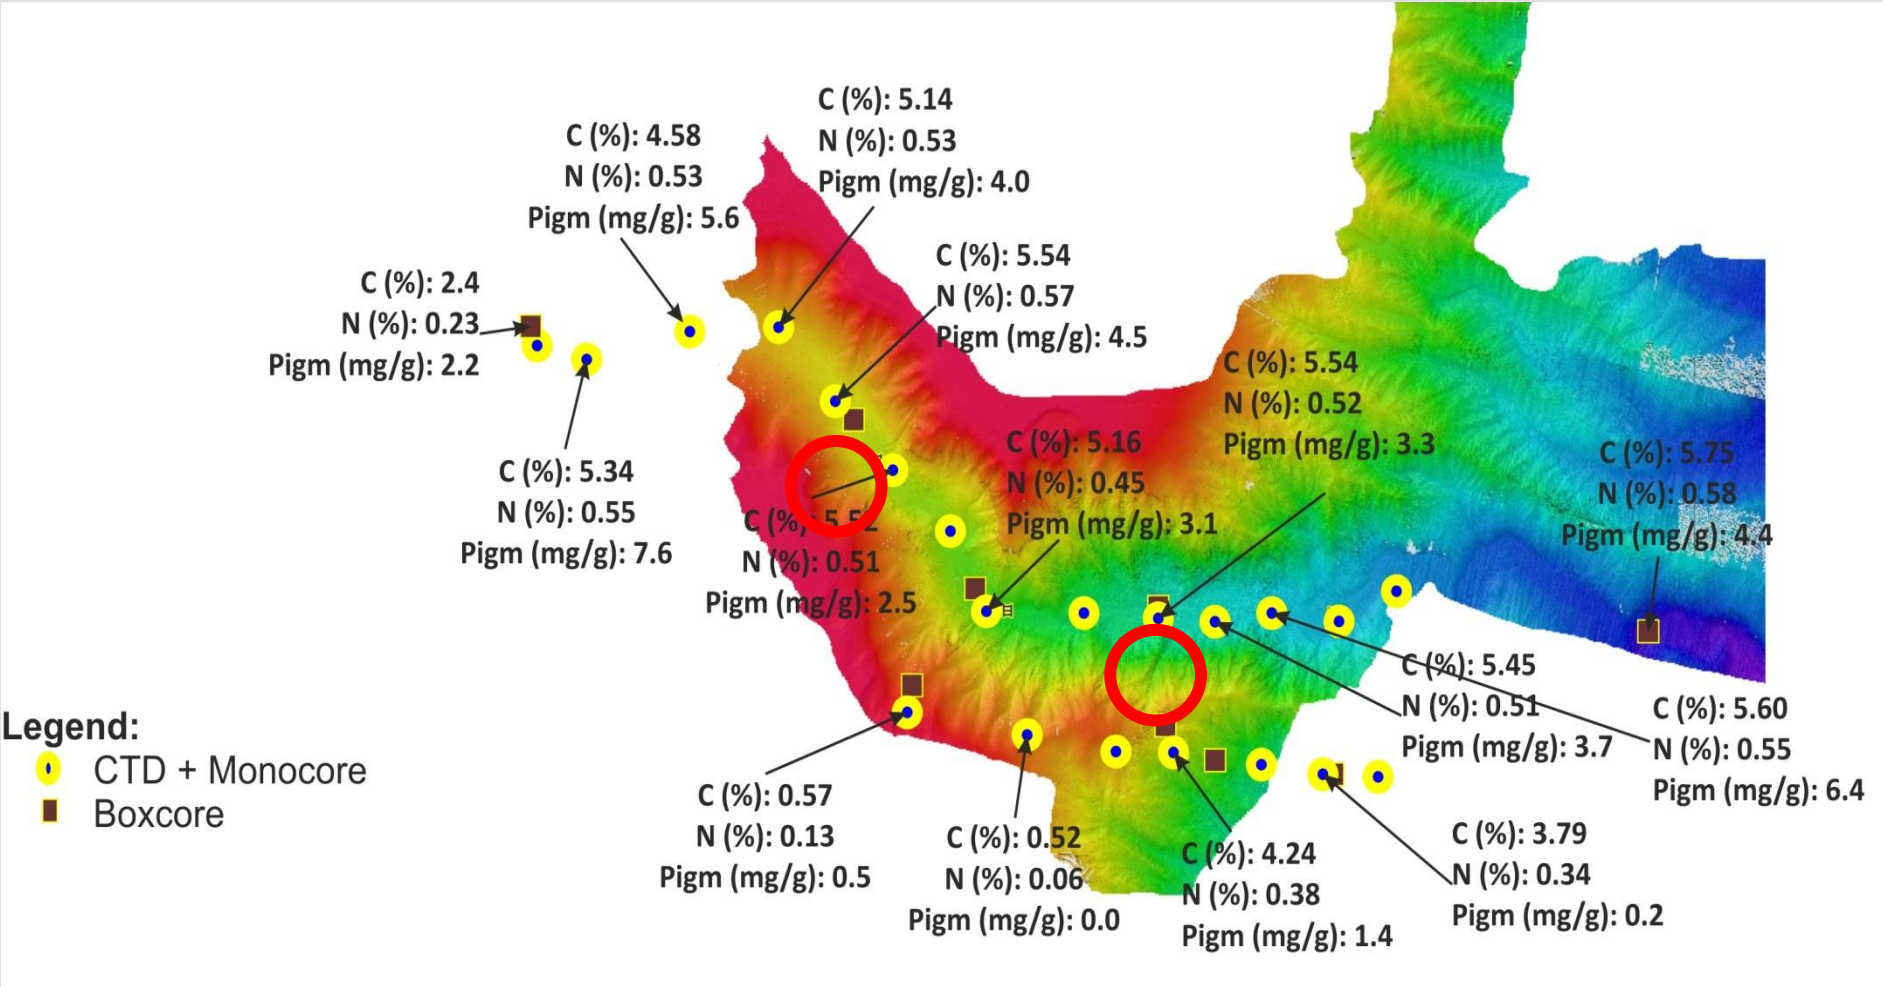 C (%): 5.14
N (%): 0.53
Pigm (mg/g): 4.0
C (%): 4.58
N (%): 0.53
Pigm (mg/g): 5.6
C (%): 5.54
N (%): 0.57
Pigm (mg/g): 4.5
C (%): 2.4
N (%): 0.23
Pigm (mg/g): 2.2
C (%): 5.54
N (%): 0.52
Pigm (mg/g): 3.3
C (%): 5.16
N (%): 0.45
Pigm (mg/g): 3.1
C (%): 5.75
N (%): 0.58
Pigm (mg/g): 4.4
C (%): 5.34
N (%): 0.55
Pigm (mg/g): 7.6
C (%): 5.52
N (%): 0.51
Pigm (mg/g): 2.5
C (%): 5.45
N (%): 0.51
Pigm (mg/g): 3.7
C (%): 5.60
N (%): 0.55
Pigm (mg/g): 6.4
Legend:
CTD + Monocore
Boxcore
C (%): 0.57
N (%): 0.13
Pigm (mg/g): 0.5
C (%): 0.52
N (%): 0.06
Pigm (mg/g): 0.0
C (%): 4.24
N (%): 0.38
Pigm (mg/g): 1.4
C (%): 3.79
N (%): 0.34
Pigm (mg/g): 0.2